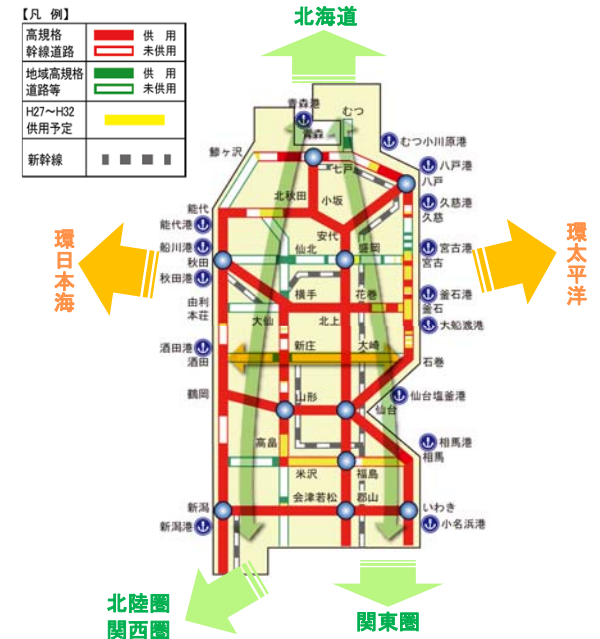 【凡 例】
高規格
幹線道路
供 用
未供用
地域高規格
道路等
供 用
未供用
H27～H32
供用予定
新幹線
北海道
青森港
むつ
青森
むつ小川原港
鰺ヶ沢
七戸
八戸港
八戸
北秋田
小坂
久慈港
久慈
能代
能代港
安代
船川港
秋田
仙北
盛岡
宮古港
宮古
秋田港
環日本海
環太平洋
横手
花巻
釜石港
釜石
由利
本荘
大仙
北上
大船渡港
酒田港
酒田
新庄
大崎
石巻
鶴岡
山形
仙台
仙台塩釜港
高畠
相馬港
相馬
米沢
福島
新潟
会津若松
郡山
いわき
新潟港
小名浜港
北陸圏
関西圏
関東圏